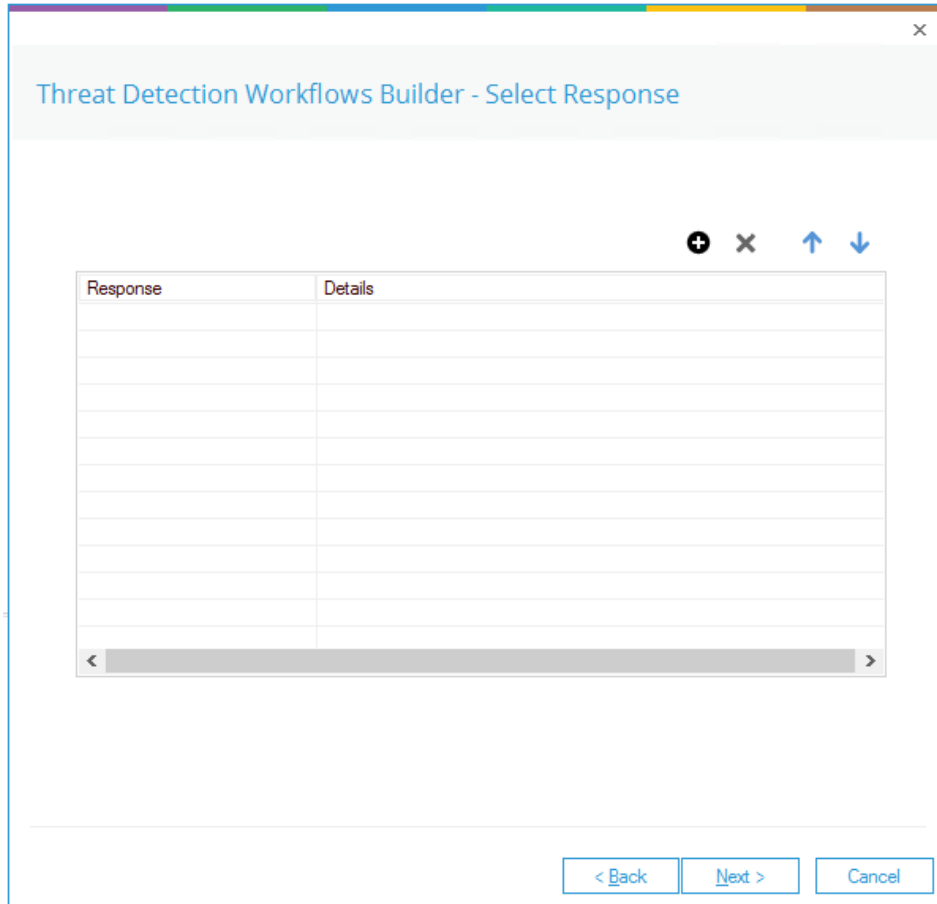 Threat Detection Workflows Builder - Select Response
Response Details
< Back Next > Cancel